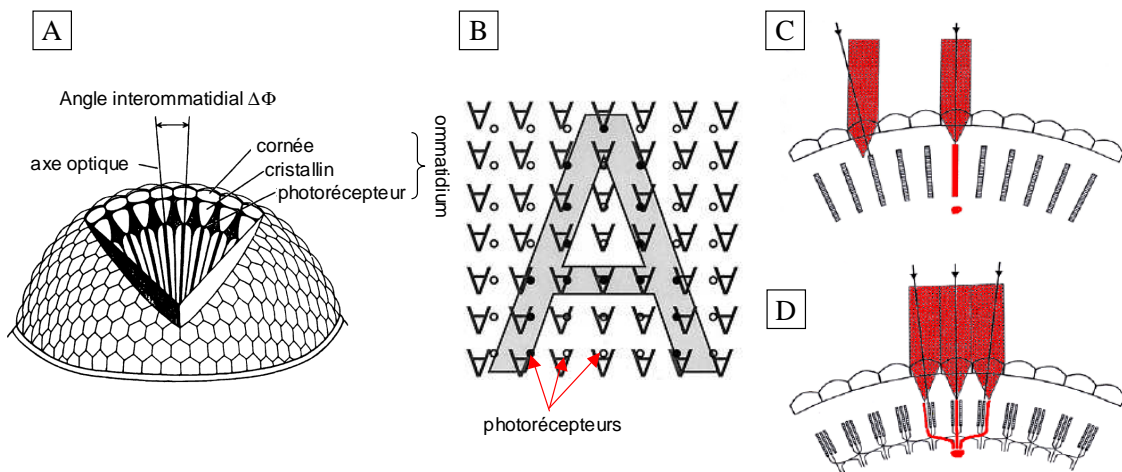 A
Angle interommatidial ΔΦ
axe optique
cornée
cristallin
photorécepteur
ommatidium
B
A A A A A A A
A A A A A A A
A A A A A A A
A A A A A A A
A A A A A A A
A A A A A A A
A A A A A A A
A
photorécepteurs
C
D